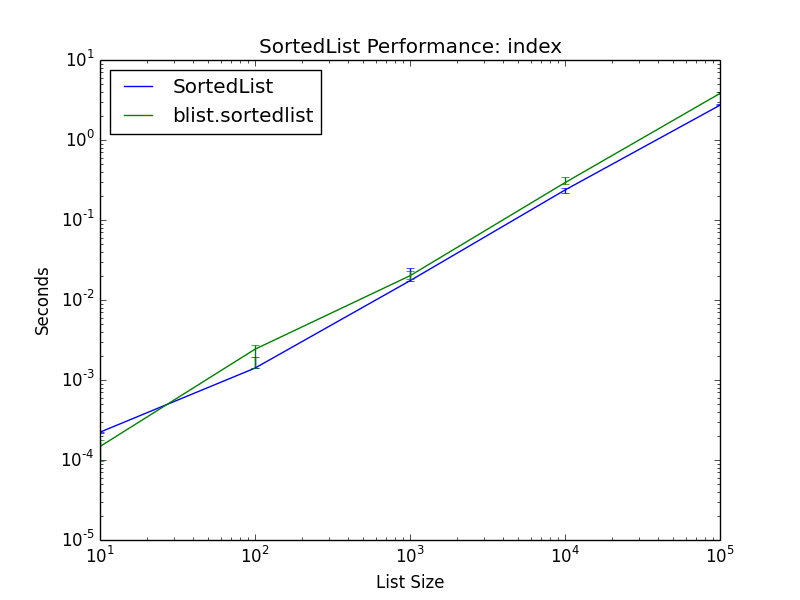 SortedList Performance: index
SortedList
blist.sortedlist
Seconds
10^1
10^0
10^-1
10^-2
10^-3
10^-4
10^-5
10^1 10^2 10^3 10^4 10^5
List Size